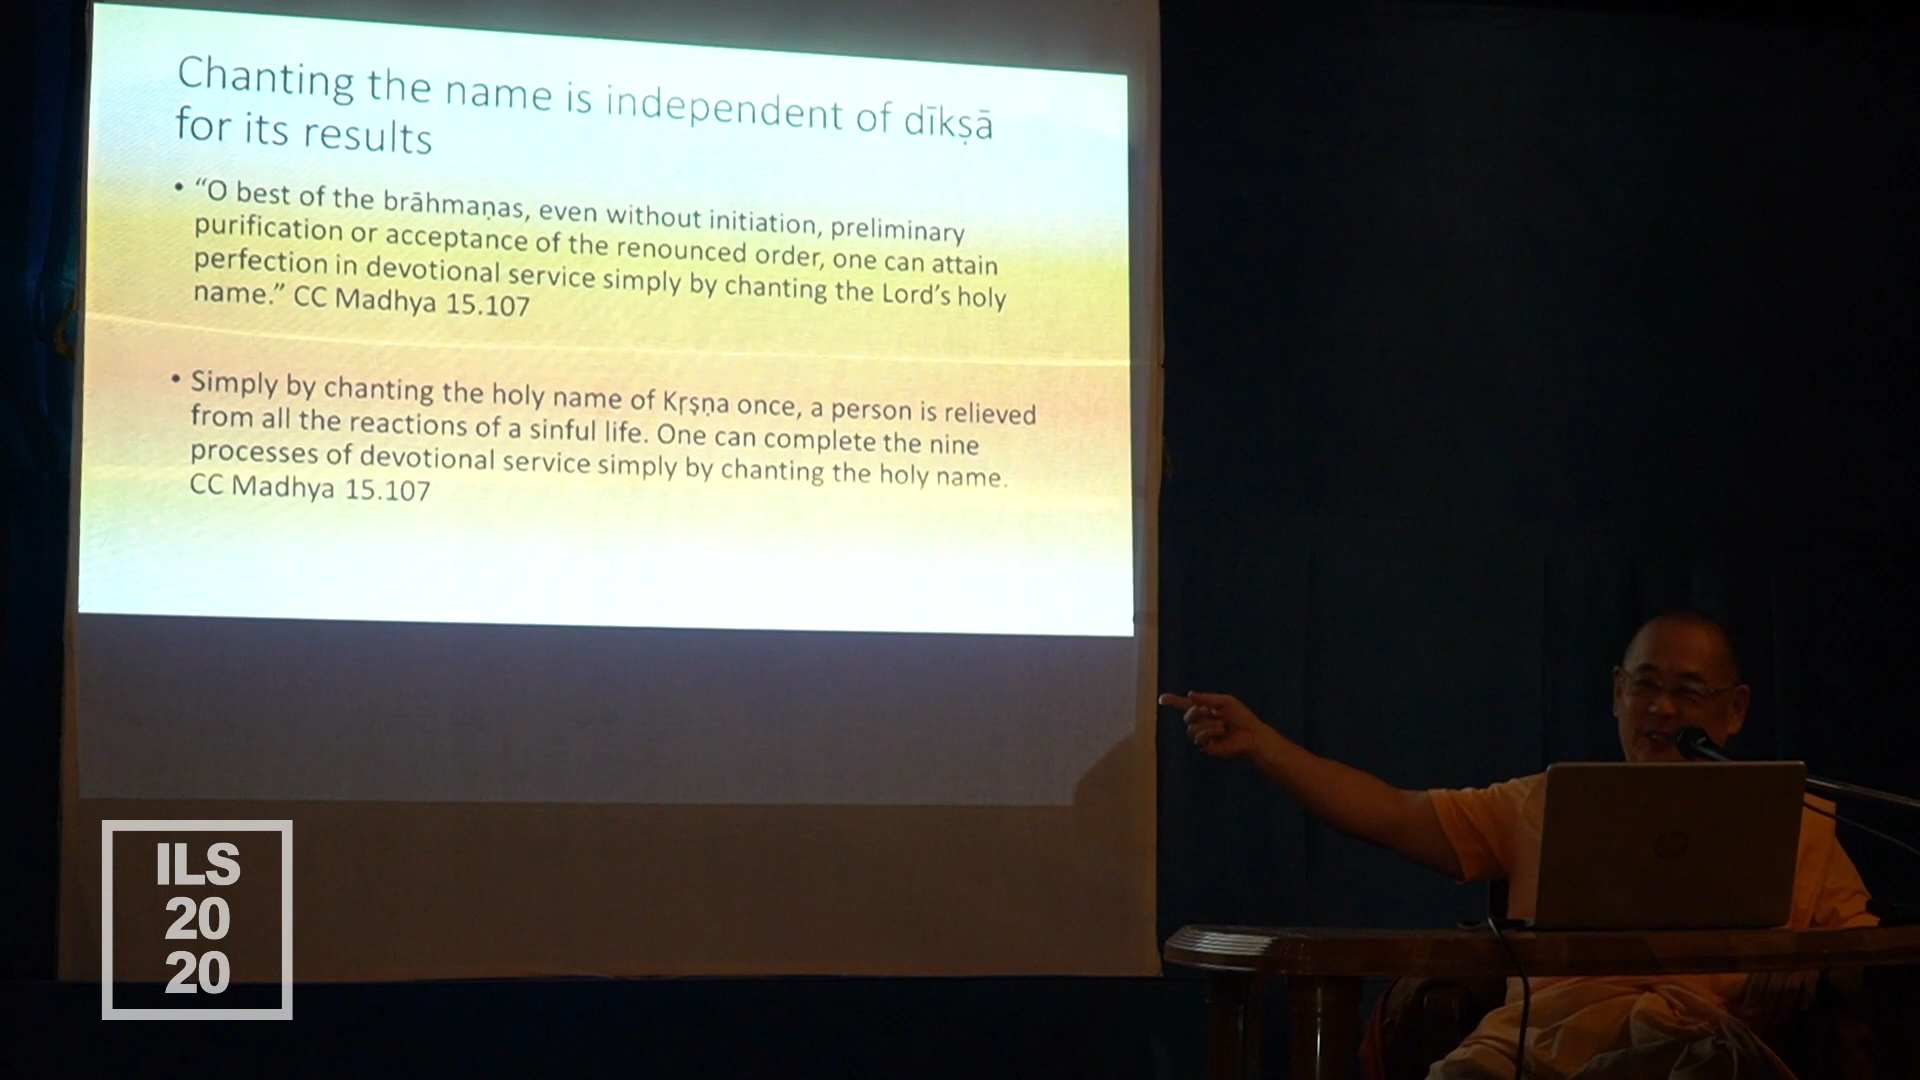 Chanting the name is independent of dīkṣā
for its results
• “O best of the brāhmaṇas, even without initiation, preliminary
purification or acceptance of the renounced order, one can attain
perfection in devotional service simply by chanting the Lord’s holy
name.” CC Madhya 15.107
• Simply by chanting the holy name of Kṛṣṇa once, a person is relieved
from all the reactions of a sinful life. One can complete the nine
processes of devotional service simply by chanting the holy name.
CC Madhya 15.107
ILS
20
20